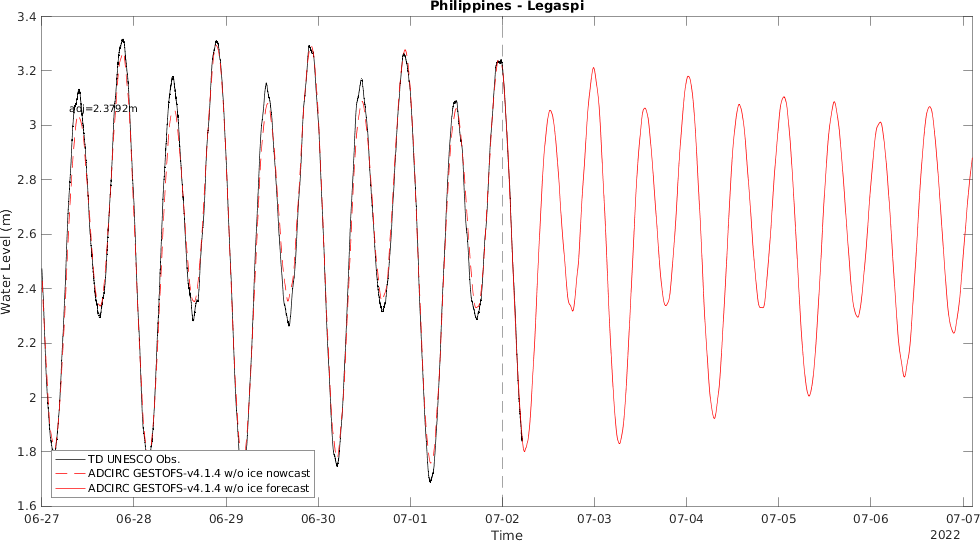 Philippines - Legaspi
3.4
3.2
3
2.8
2.6
2.4
2.2
2
1.8
1.6
Water Level (m)
adj=2.3792m
TD UNESCO Obs.
ADCIRC GESTOFS-v4.1.4 w/o ice nowcast
ADCIRC GESTOFS-v4.1.4 w/o ice forecast
06-27 06-28 06-29 06-30 07-01 07-02 07-03 07-04 07-05 07-06 07-07
Time
2022